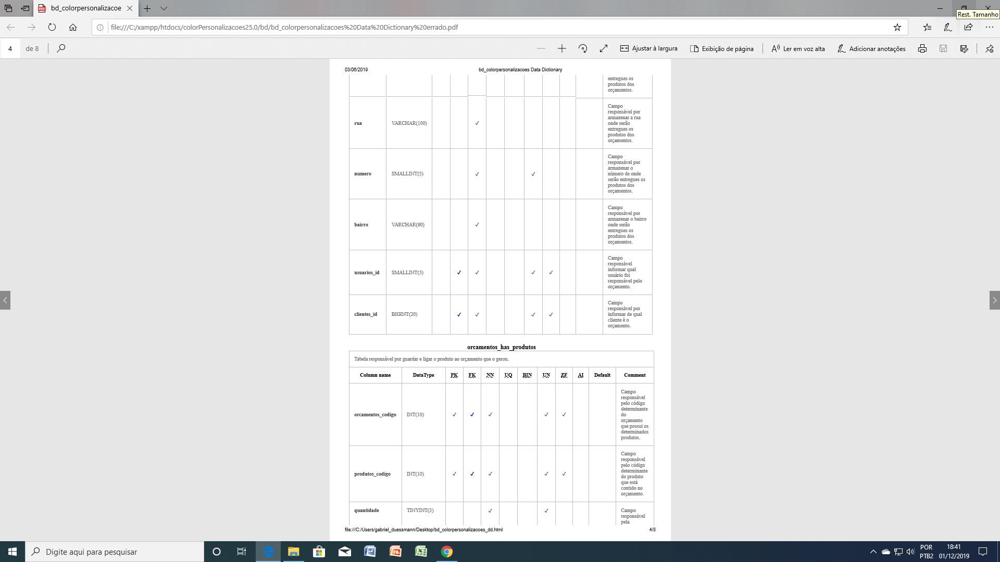 bd_colorpersonalizacoe
Rest. Tamanho
file:///C:/xampp/htdocs/colorPersonalizacoes25.0/bd/bd_colorpersonalizacoes%20Data%20Dictionary%20errado.pdf
4 de 8
Ajustar à largura
Exibição de página
Ler em voz alta
Adicionar anotações
03/06/2019
bd_colorpersonalizacoes Data Dictionary
entregues os
produtos dos
orçamentos.
rua VARCHAR(100) ✓
Campo
responsável por
armazenar a rua
onde serão
entregues os
produtos dos
orçamentos.
numero SMALLINT(5) ✓ ✓
Campo
responsável por
armazenar o
número de onde
serão entregues os
produtos dos
orçamentos.
bairro VARCHAR(60) ✓
Campo
responsável por
armazenar o bairro
onde serão
entregues os
produtos dos
orçamentos.
usuarios_id SMALLINT(5) ✓ ✓ ✓ ✓
Campo
responsável
informar qual
usuário foi
responsável pelo
orçamento.
clientes_id BIGINT(20) ✓ ✓ ✓ ✓
Campo
responsável por
informar de qual
cliente é o
orçamento.
orcamentos_has_produtos
Tabela responsável por guardar e ligar o produto ao orçamento que o gerou.
Column name DataType PK FK NN UQ BIN UN ZF AI Default Comment
orcamentos_codigo INT(10) ✓ ✓ ✓ ✓ ✓
Campo
responsável
pelo código
determinante
do
orçamento
que possui os
determinados
produtos.
produtos_codigo INT(10) ✓ ✓ ✓ ✓ ✓
Campo
responsável
pelo código
determinante
do produto
que está
contido no
orçamento.
quantidade TINYINT(3) ✓ ✓
Campo
responsável
pela
file:///C:/Users/gabriel_duessmann/Desktop/bd_colorpersonalizacoes_dd.html
4/8
Digite aqui para pesquisar
POR
PTB2
18:41
01/12/2019